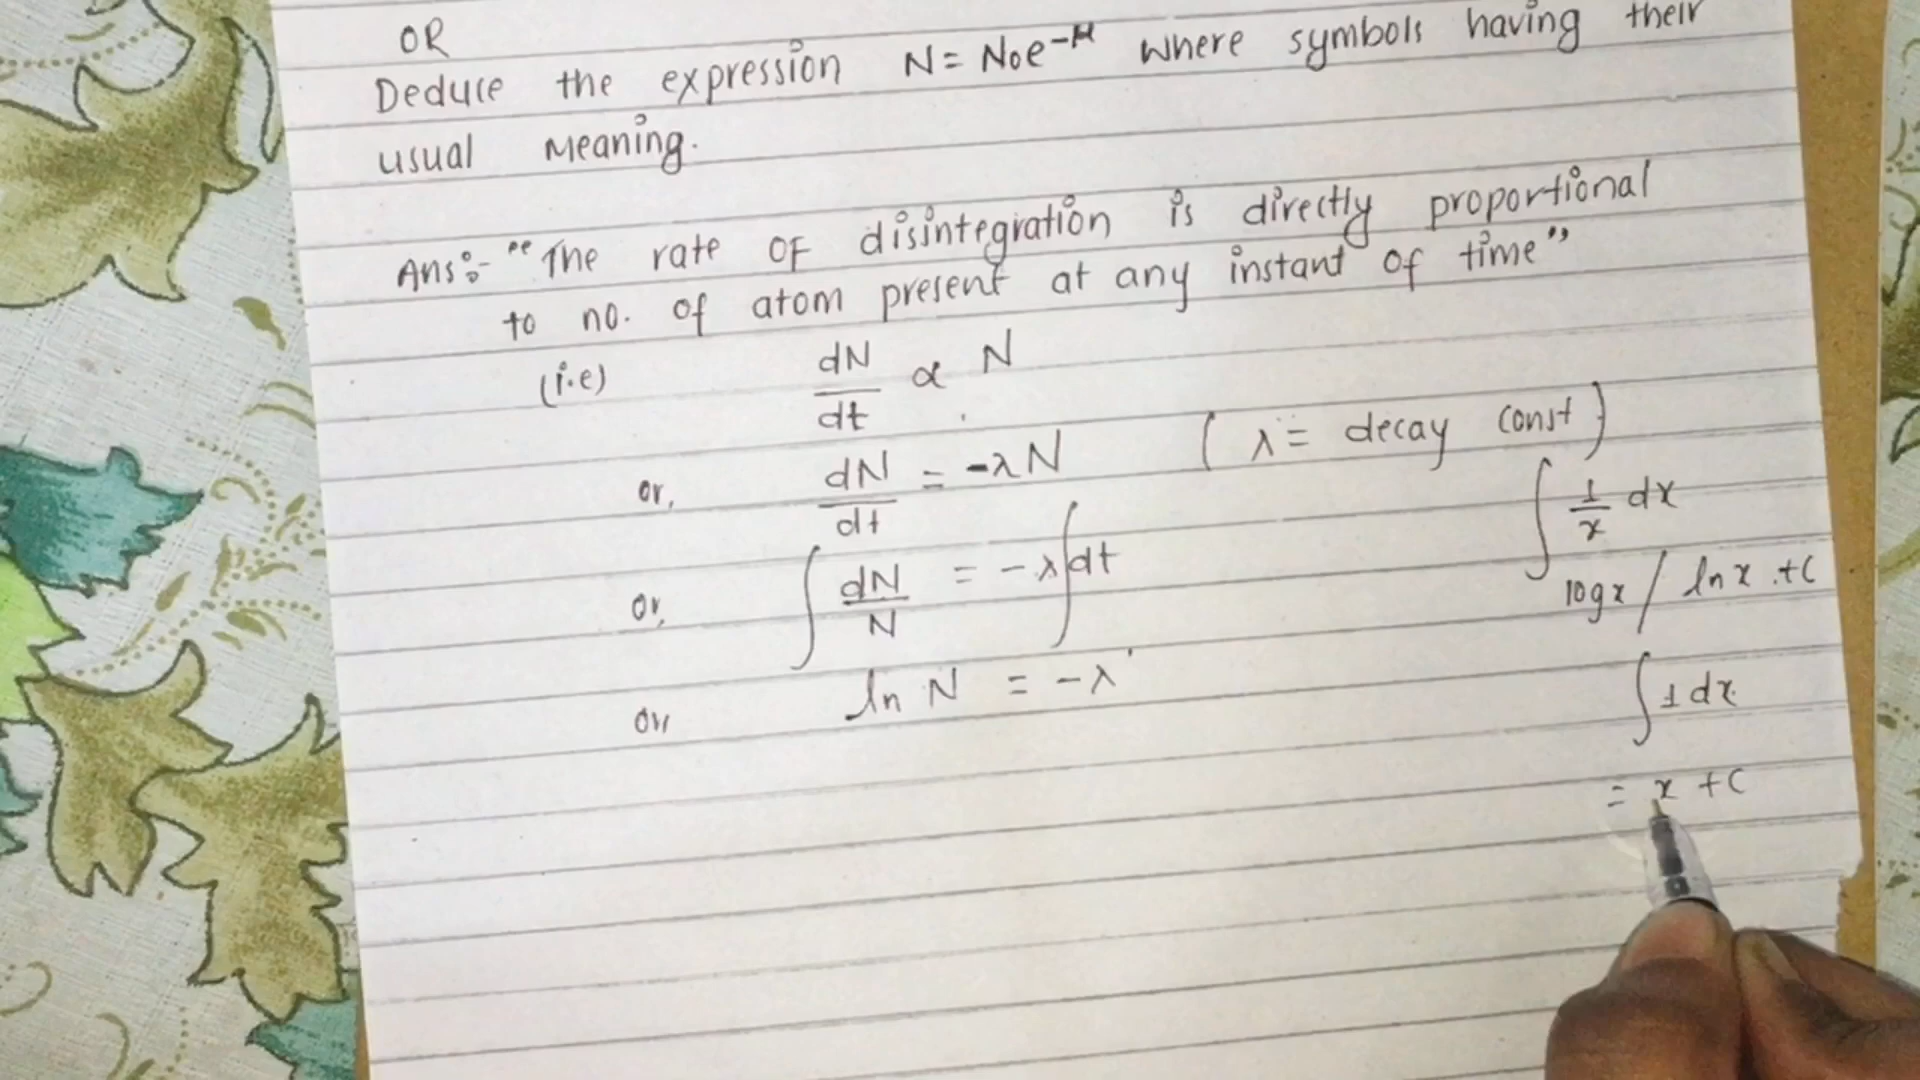 OR
Deduce the expression N = N₀e^-λt where symbols having their
usual meaning.
Ans:- "The rate of disintegration is directly proportional
to no. of atom present at any instant of time"
(i.e) dN/dt ∝ N
or, dN/dt = -λN ( λ = decay const )
or, ∫ dN/N = -λ∫dt
or, ln N = -λ
∫ 1/x dx
log x / ln x + C
∫ 1 dx
= x + C